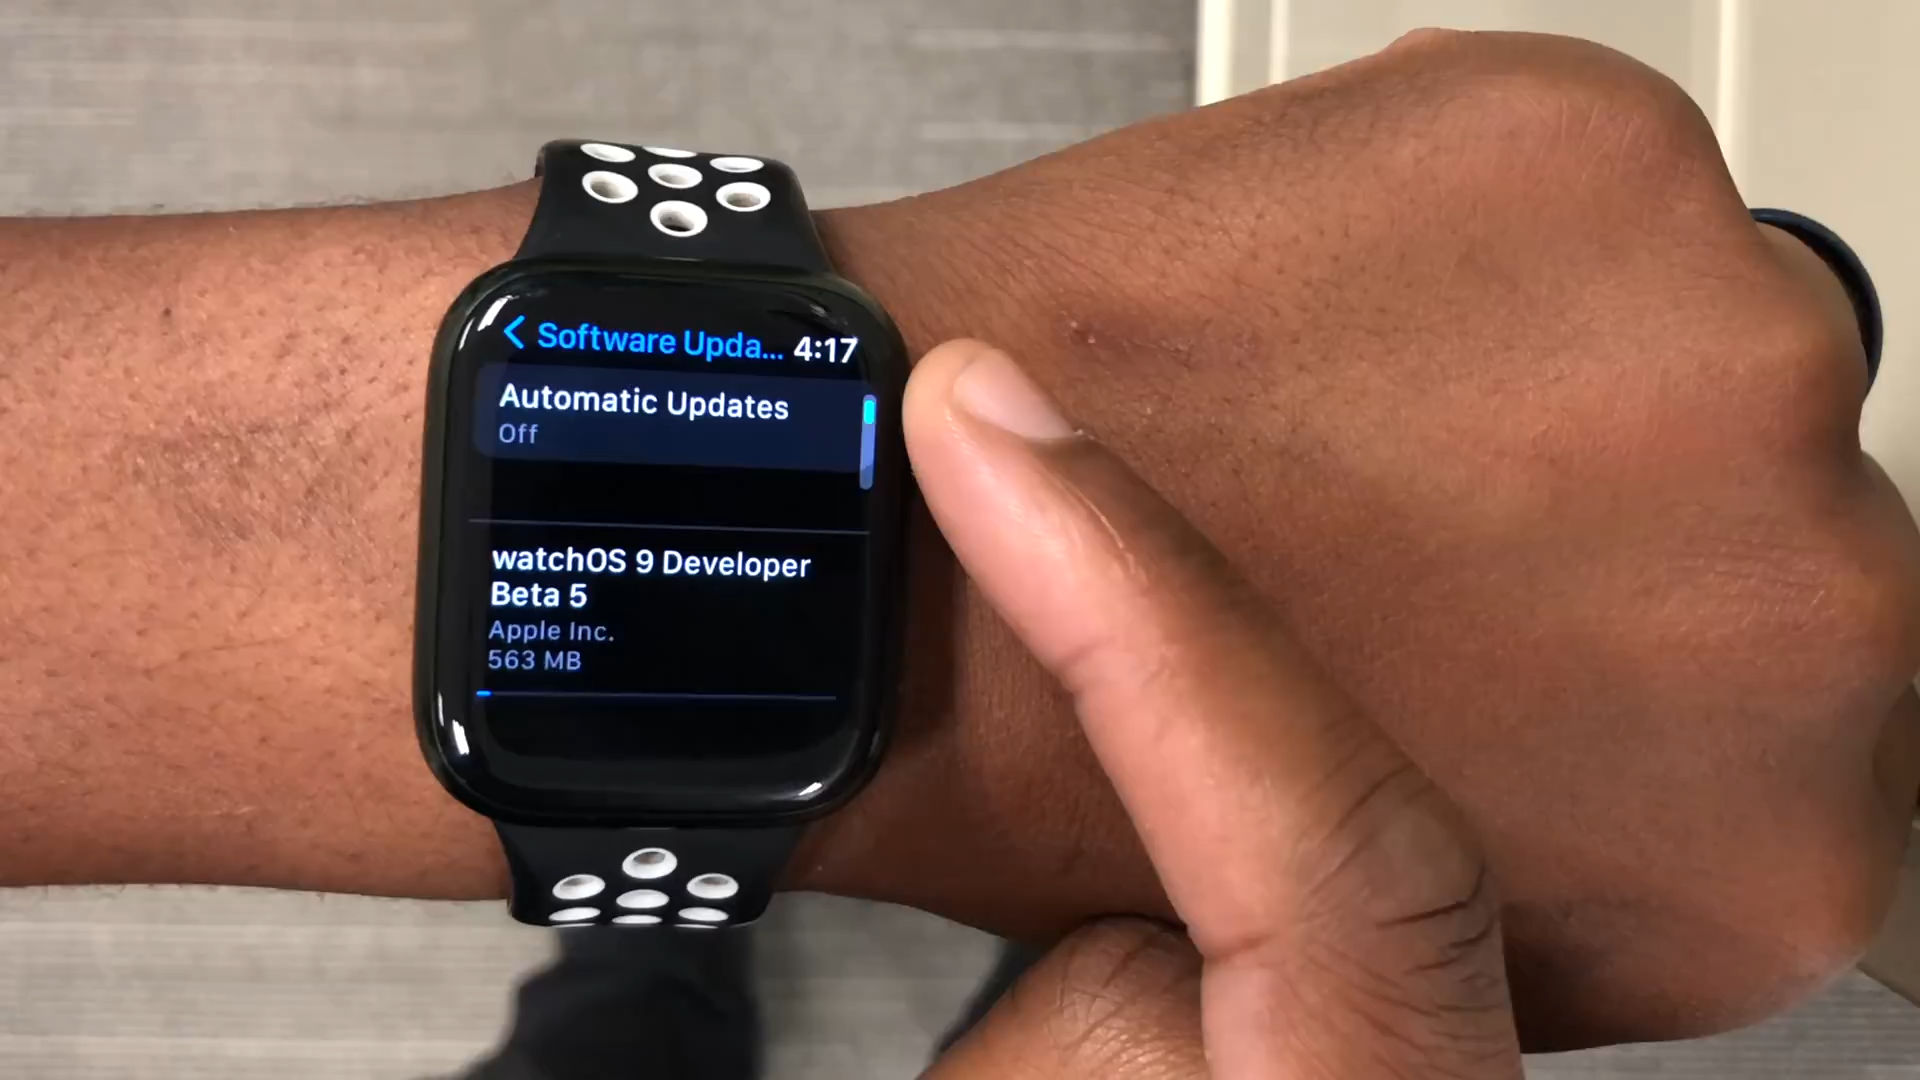 Software Upda... 4:17
Automatic Updates
Off
watchOS 9 Developer
Beta 5
Apple Inc.
563 MB